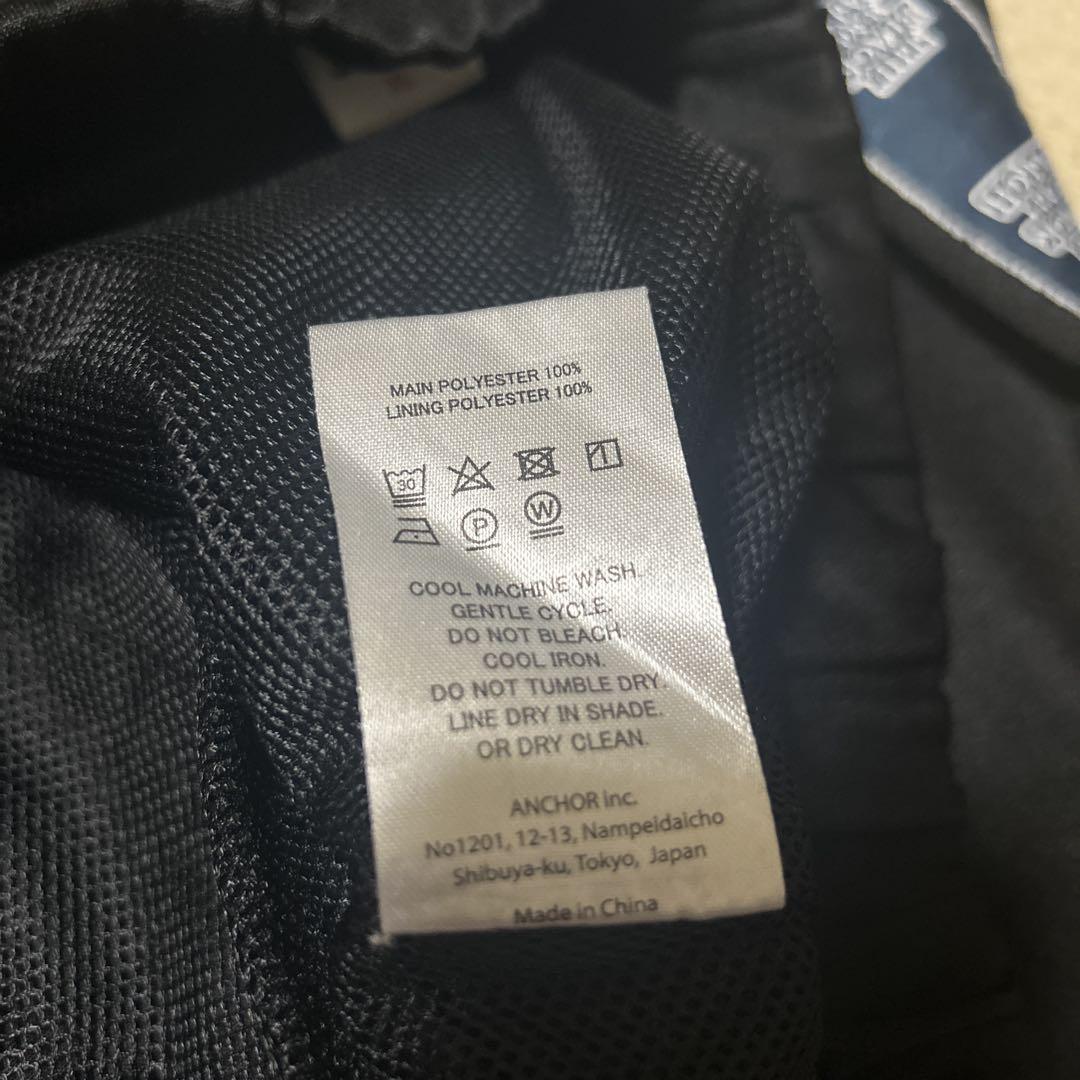 MAIN POLYESTER 100%
LINING POLYESTER 100%
30
P
W
COOL MACHINE WASH.
GENTLE CYCLE.
DO NOT BLEACH.
COOL IRON.
DO NOT TUMBLE DRY.
LINE DRY IN SHADE.
OR DRY CLEAN.
ANCHOR inc.
No1201, 12-13, Nampeidaicho
Shibuya-ku, Tokyo, Japan
Made in China